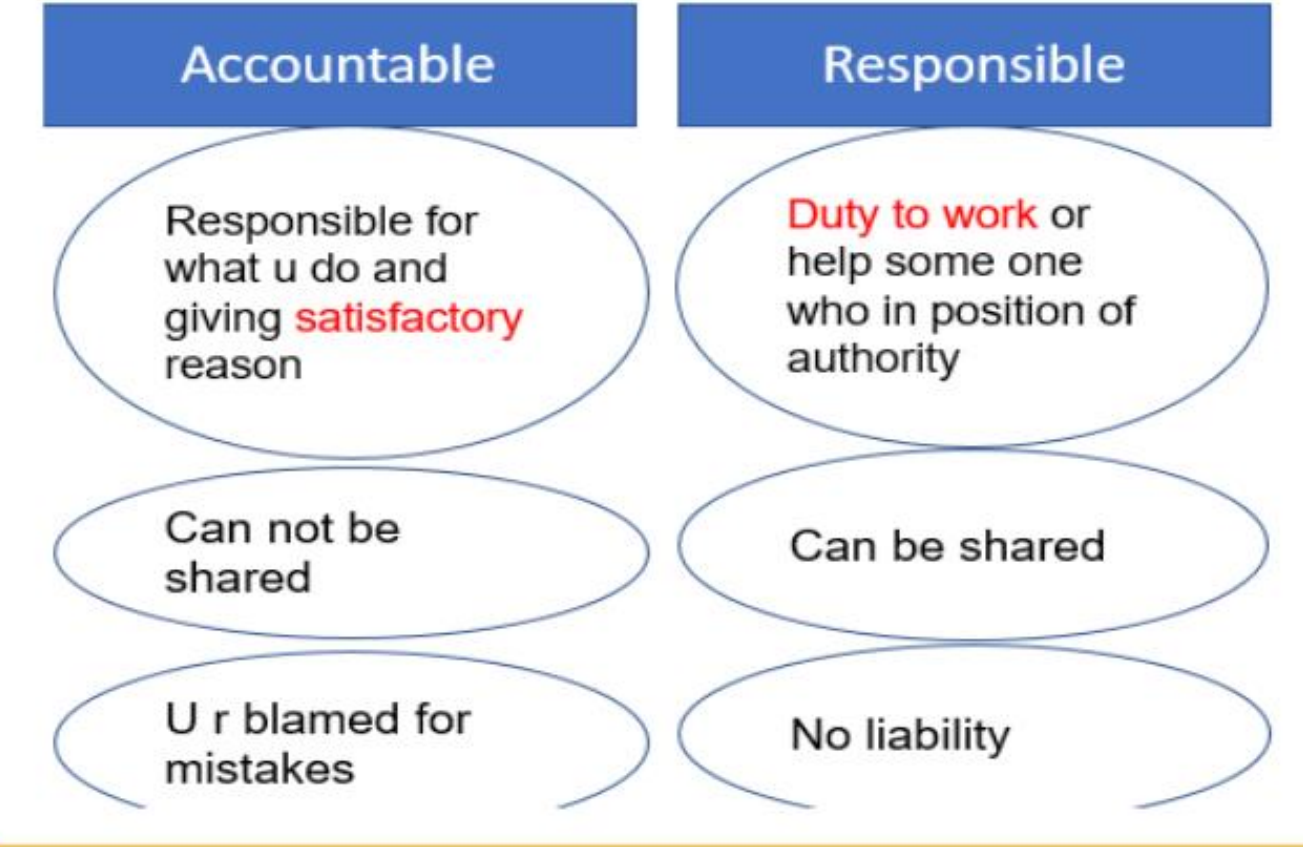 Accountable
Responsible for
what u do and
giving satisfactory
reason
Can not be
shared
U r blamed for
mistakes
Responsible
Duty to work or
help some one
who in position of
authority
Can be shared
No liability